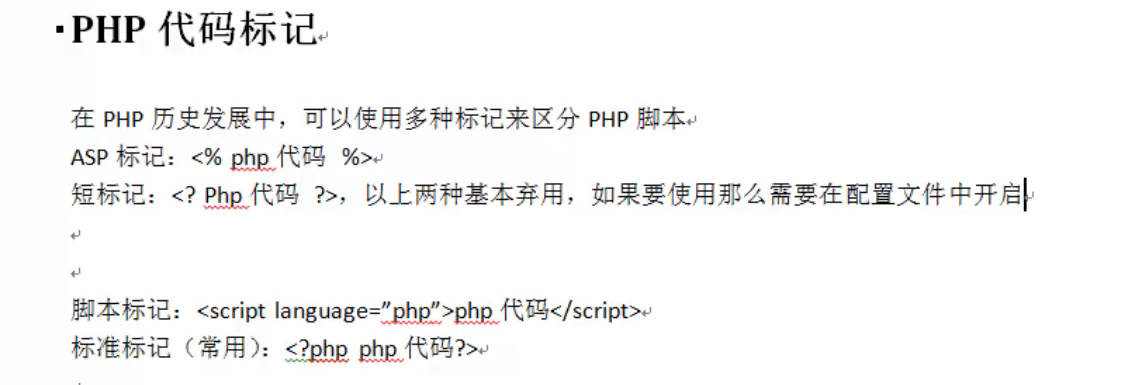 PHP 代码标记
在 PHP 历史发展中，可以使用多种标记来区分 PHP 脚本
ASP 标记：<% php 代码 %>
短标记：<? Php 代码 ?>，以上两种基本弃用，如果要使用那么需要在配置文件中开启
脚本标记：<script language=”php”>php 代码</script>
标准标记（常用）：<?php php 代码?>